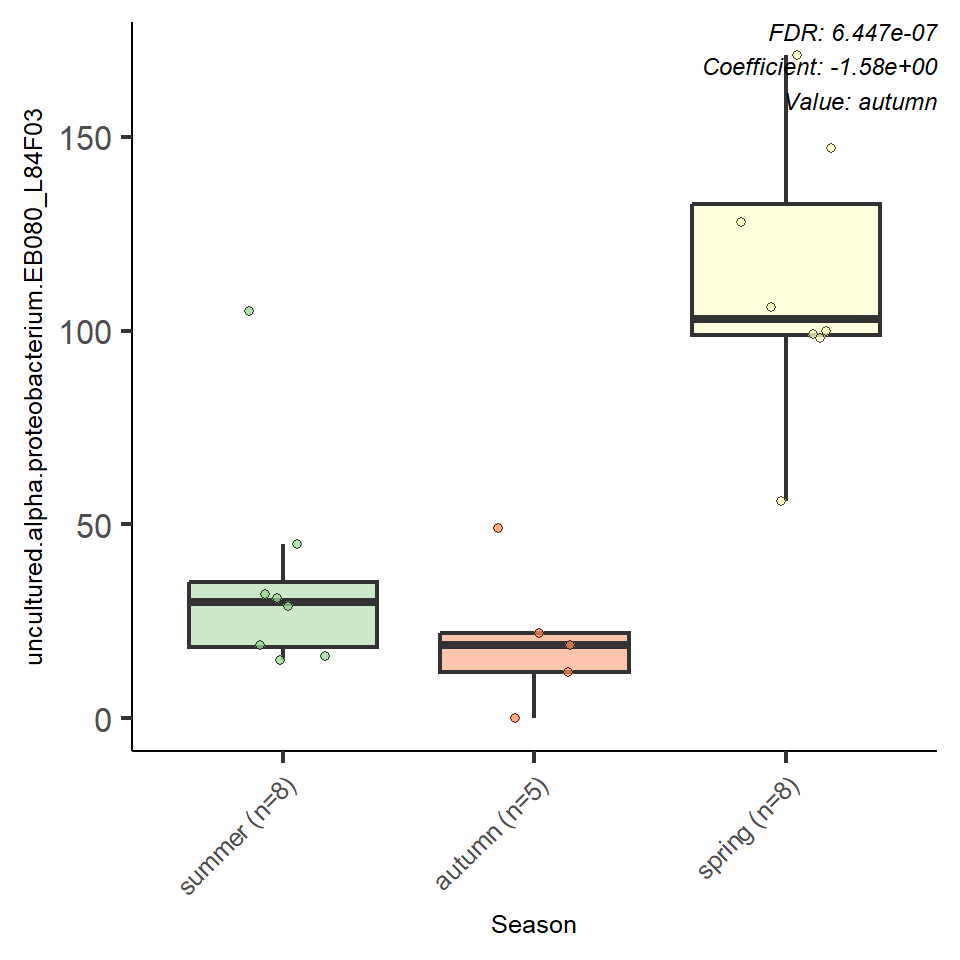 FDR: 6.447e-07
Coefficient: -1.58e+00
Value: autumn
uncultured.alpha.proteobacterium.EB080_L84F03
150
100
50
0
summer (n=8)
autumn (n=5)
spring (n=8)
Season